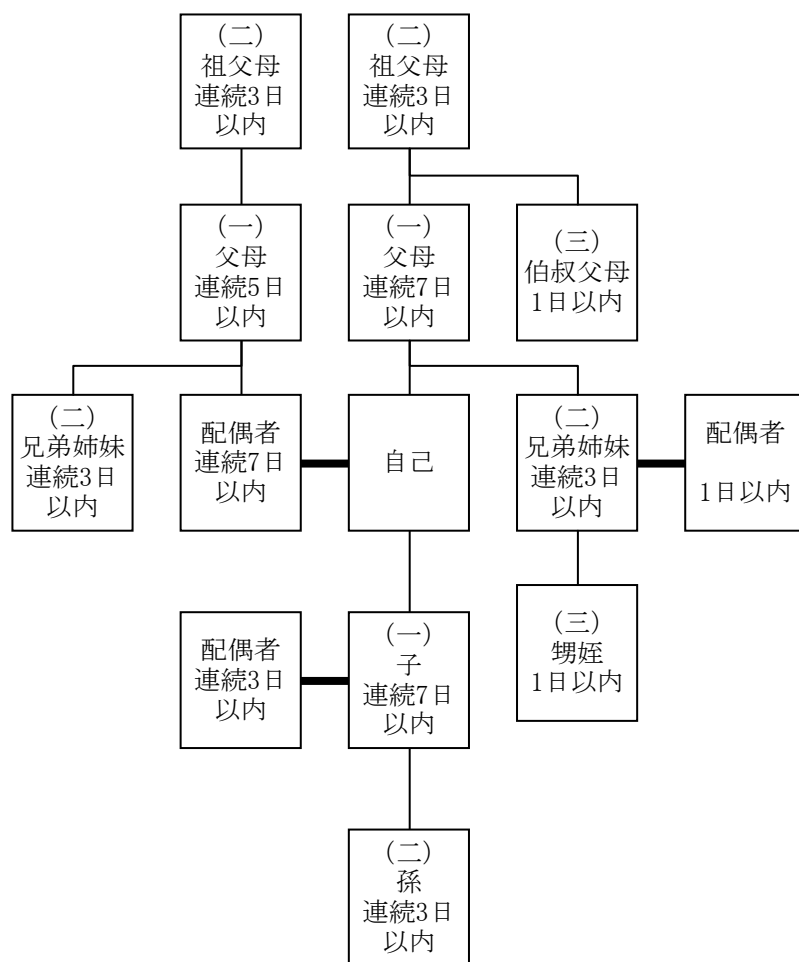 (二)
祖父母
連続3日
以内
(二)
祖父母
連続3日
以内
(一)
父母
連続5日
以内
(一)
父母
連続7日
以内
(三)
伯叔父母
1日以内
(二)
兄弟姉妹
連続3日
以内
配偶者
連続7日
以内
自己
(二)
兄弟姉妹
連続3日
以内
配偶者
1日以内
配偶者
連続3日
以内
(一)
子
連続7日
以内
(三)
甥姪
1日以内
(二)
孫
連続3日
以内